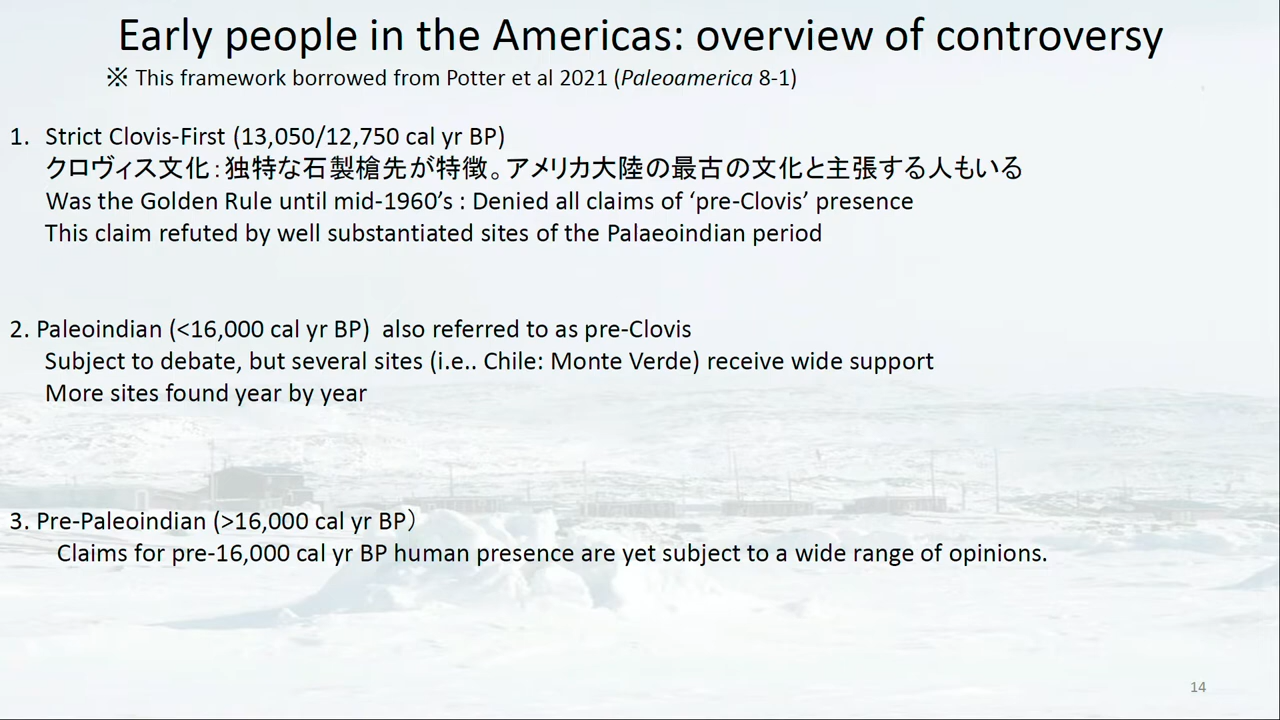 Early people in the Americas: overview of controversy
※ This framework borrowed from Potter et al 2021 (Paleoamerica 8-1)
1. Strict Clovis-First (13,050/12,750 cal yr BP)
クロヴィス文化：独特な石製槍先が特徴。アメリカ大陸の最古の文化と主張する人もいる
Was the Golden Rule until mid-1960’s : Denied all claims of ‘pre-Clovis’ presence
This claim refuted by well substantiated sites of the Palaeoindian period
2. Paleoindian (<16,000 cal yr BP) also referred to as pre-Clovis
Subject to debate, but several sites (i.e.. Chile: Monte Verde) receive wide support
More sites found year by year
3. Pre-Paleoindian (>16,000 cal yr BP）
Claims for pre-16,000 cal yr BP human presence are yet subject to a wide range of opinions.
14